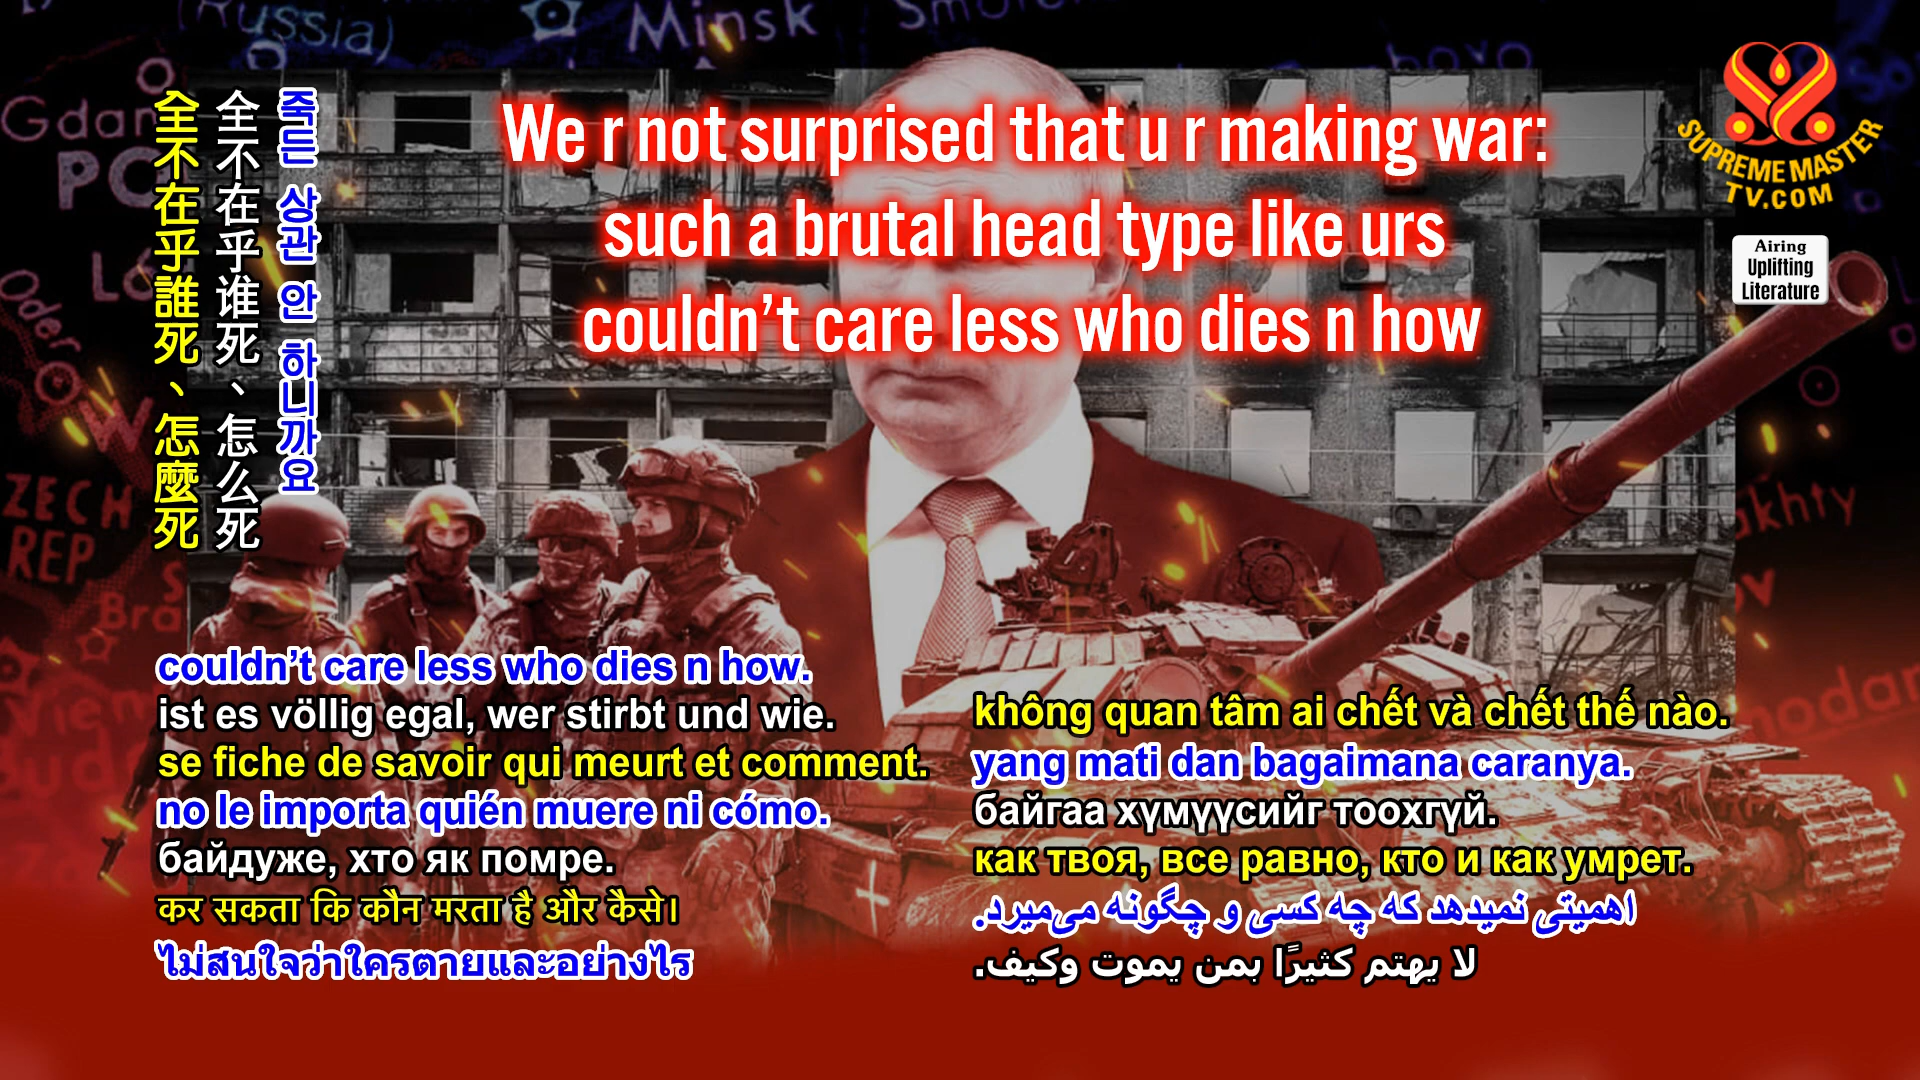 (Russia)
Minsk
Gdan
ZECH
REP.
Oder
We r not surprised that u r making war:
such a brutal head type like urs
couldn't care less who dies n how
SUPREME MASTER
TV.COM
Airing
Uplifting
Literature
全不在乎誰死、怎麼死
全不在乎谁死、怎么死
죽든 상관 안 하니까요
couldn't care less who dies n how.
ist es völlig egal, wer stirbt und wie.
se fiche de savoir qui meurt et comment.
no le importa quién muere ni cómo.
байдуже, хто як помре.
कर सकता कि कौन मरता है और कैसे।
ไม่สนใจว่าใครตายและอย่างไร
không quan tâm ai chết và chết thế nào.
yang mati dan bagaimana caranya.
байгаа хүмүүсийг тоохгүй.
как твоя, все равно, кто и как умрет.
اهمیتی نمیدهد که چه کسی و چگونه می‌میرد.
لا يهتم كثيرًا بمن يموت وكيف.